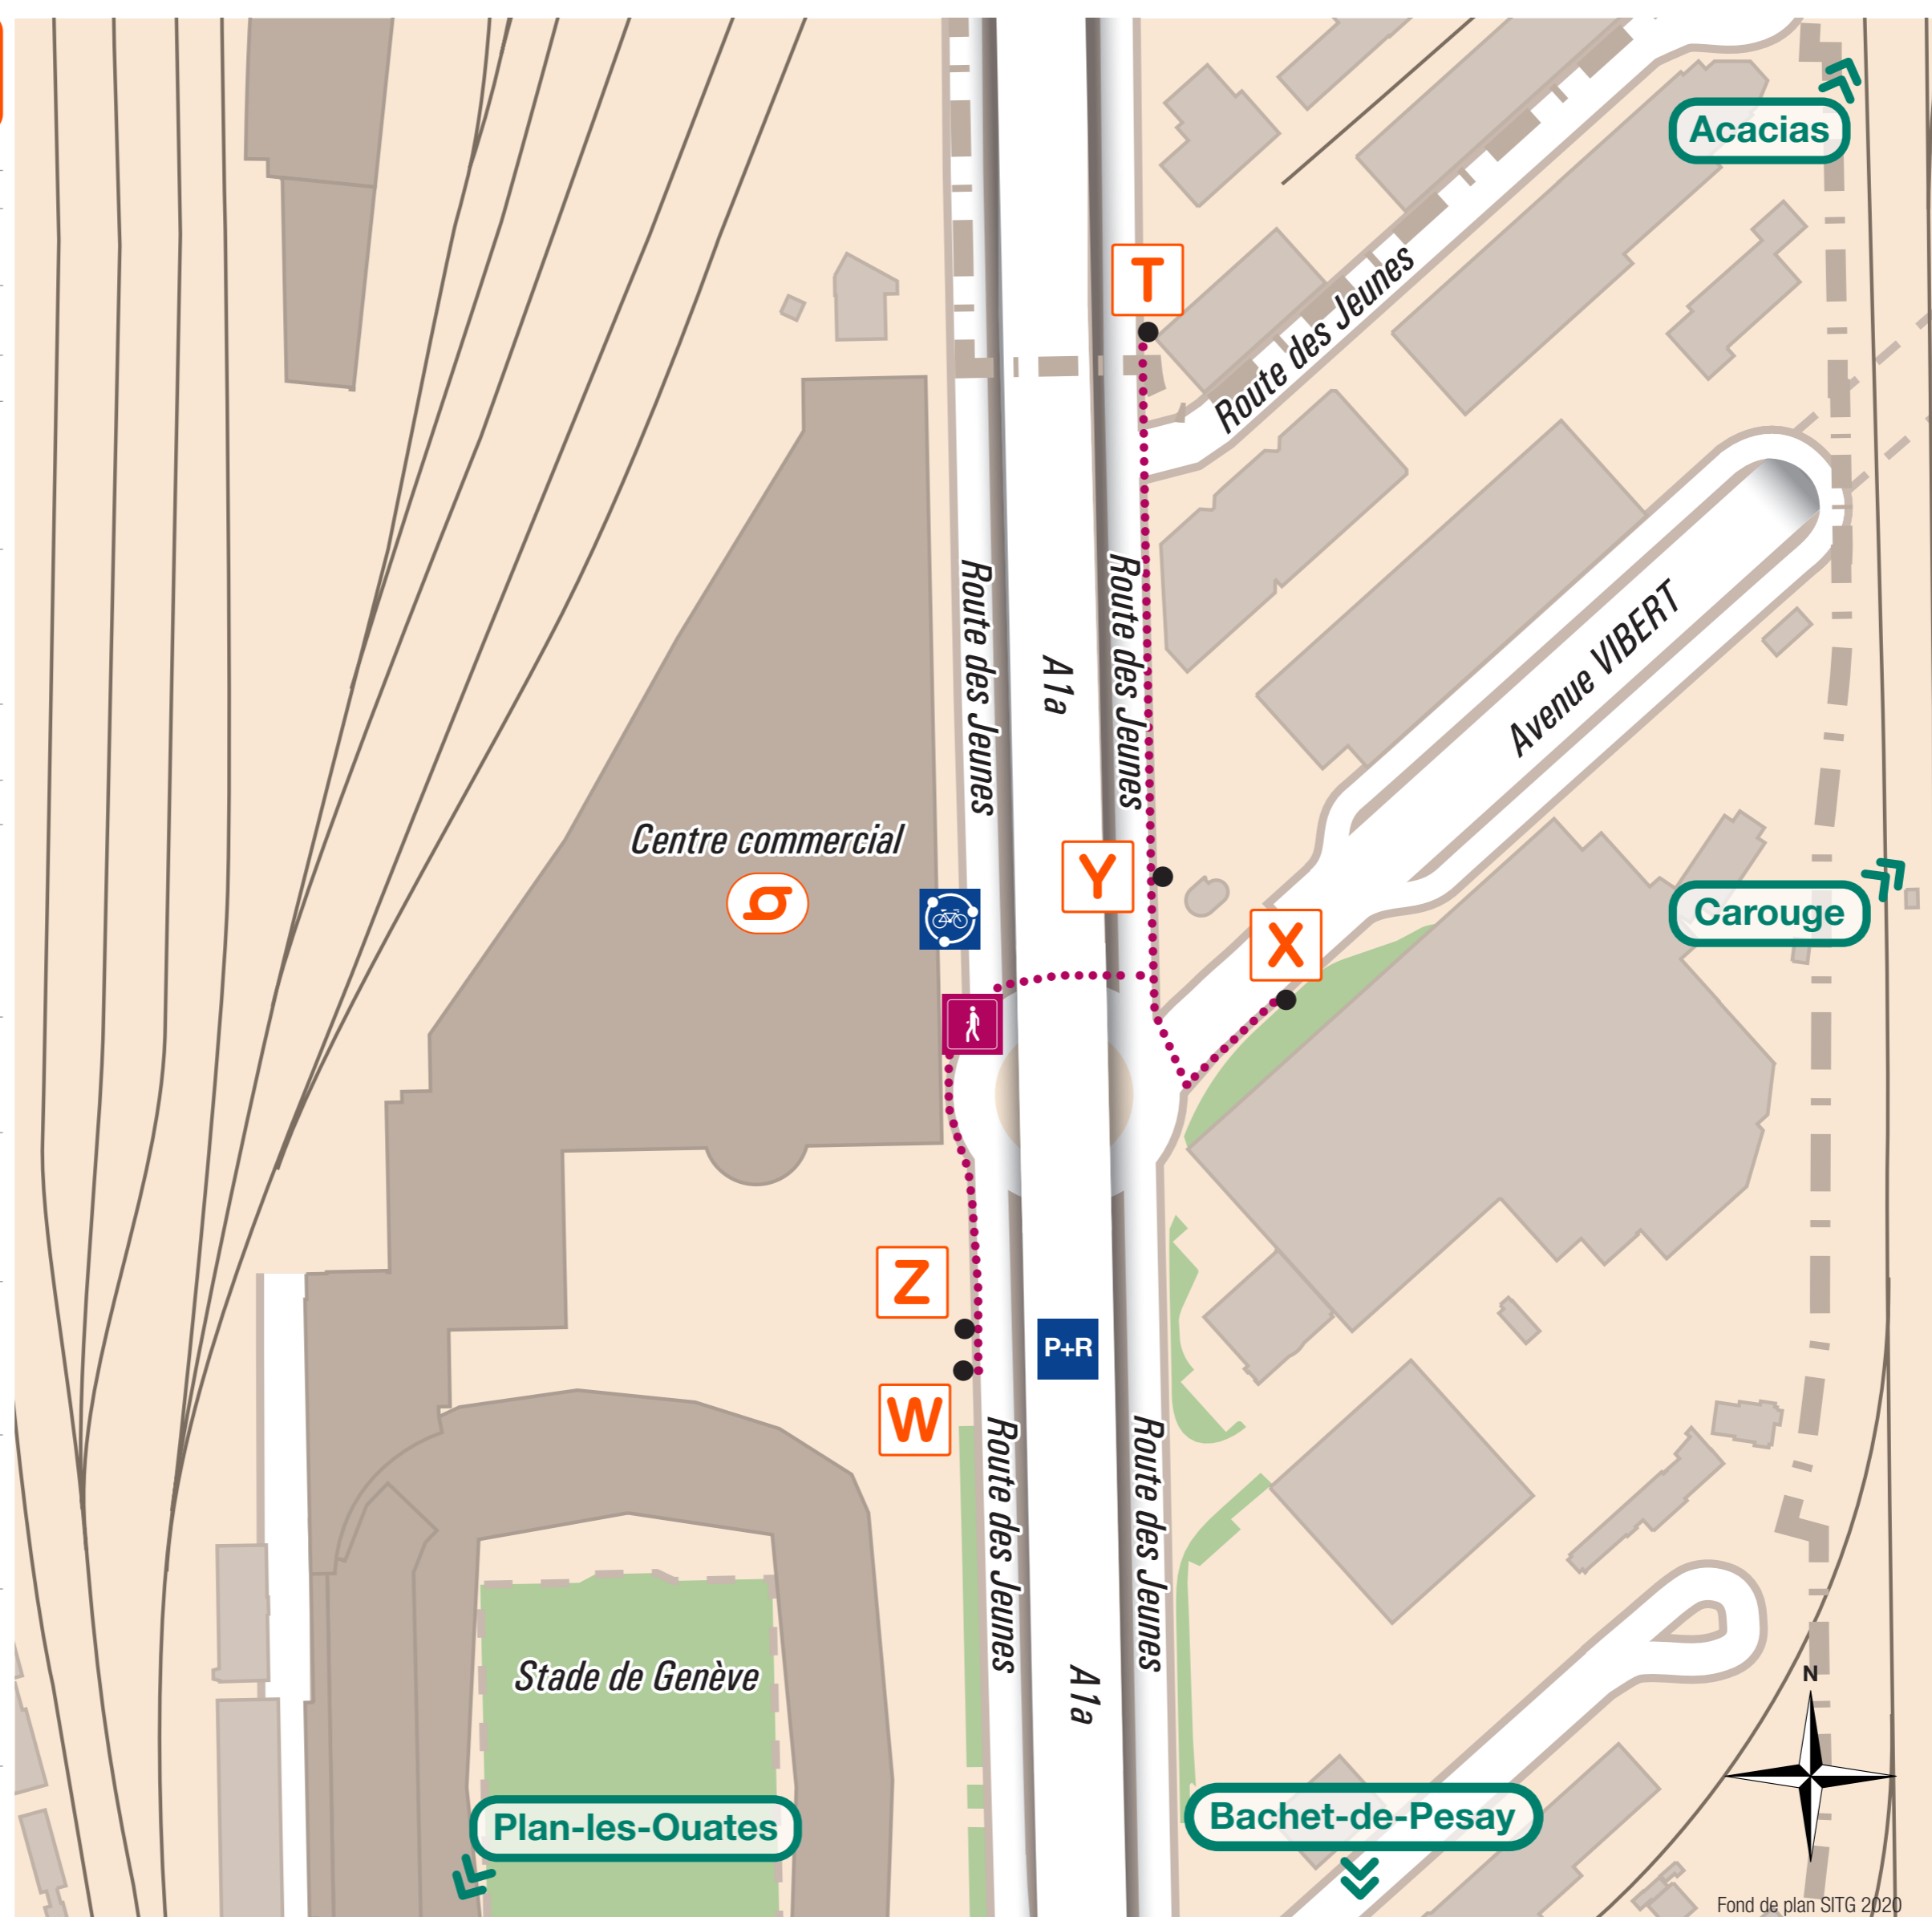 Acacias
T
Route des Jeunes
Route des Jeunes
Route des Jeunes
A1a
Avenue VIBERT
Centre commercial
Y
X
Carouge
Z
P+R
W
Route des Jeunes
Route des Jeunes
Stade de Genève
A1a
N
Plan-les-Ouates
Bachet-de-Pesay
Fond de plan SITG 2020